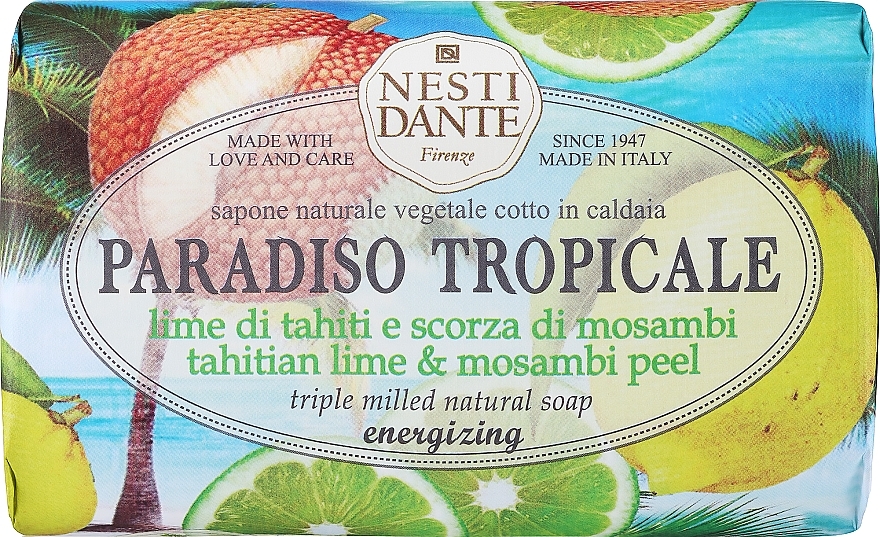 NESTI
DANTE
Firenze
MADE WITH
LOVE AND CARE
SINCE 1947
MADE IN ITALY
sapone naturale vegetale cotto in caldaia
PARADISO TROPICALE
lime di tahiti e scorza di mosambi
tahitian lime & mosambi peel
triple milled natural soap
energizing